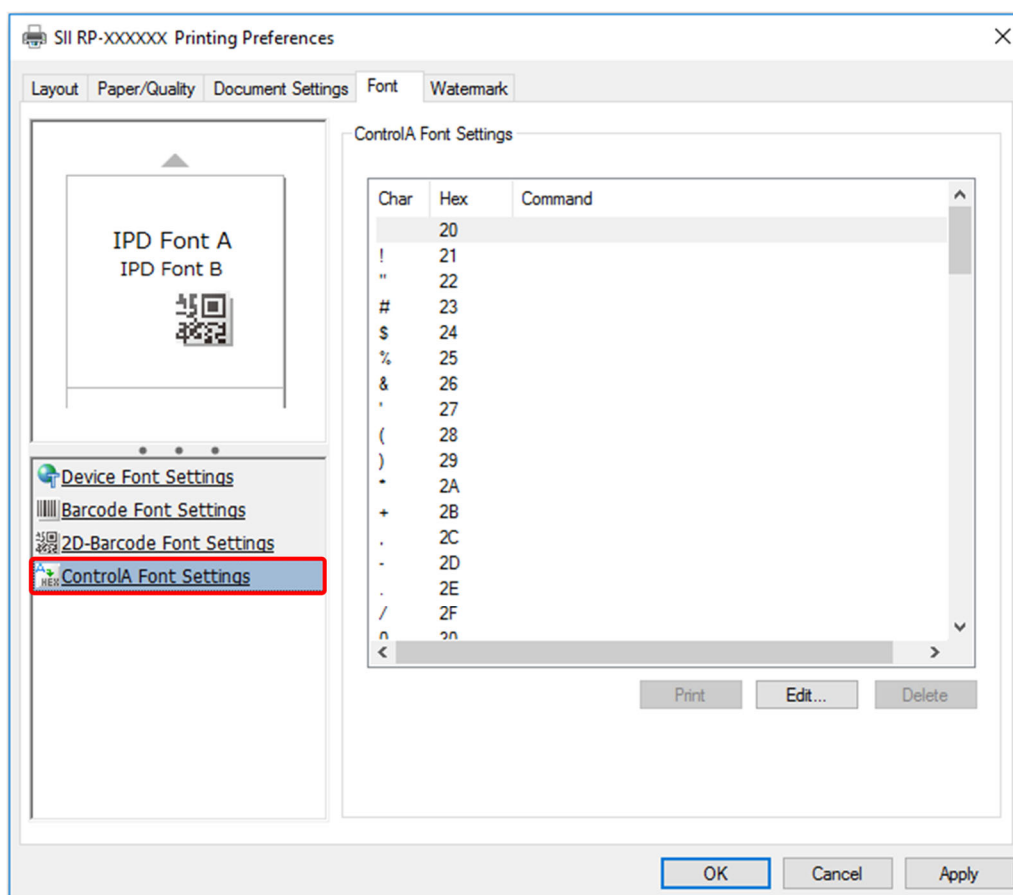 SII RP-XXXXXX Printing Preferences
Layout Paper/Quality Document Settings Font Watermark
IPD Font A
IPD Font B
Device Font Settings
Barcode Font Settings
2D-Barcode Font Settings
HEX ControlA Font Settings
ControlA Font Settings
Char Hex Command
20
! 21
" 22
# 23
$ 24
% 25
& 26
' 27
( 28
) 29
* 2A
+ 2B
, 2C
- 2D
. 2E
/ 2F
0 30
Print Edit... Delete
OK Cancel Apply